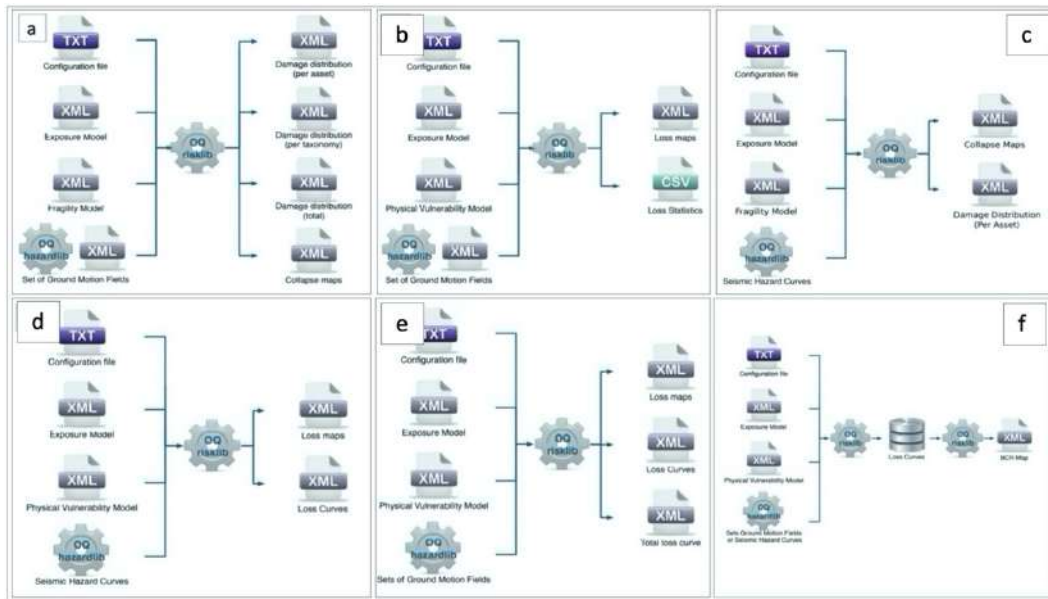 a
TXT
Configuration file
XML
Exposure Model
XML
Fragility Model
OQ
hazardlib
XML
Set of Ground Motion Fields
OQ
risklib
XML
Damage distribution
(per asset)
XML
Damage distribution
(per taxonomy)
XML
Damage distribution
(total)
XML
Collapse maps
b
TXT
Configuration file
XML
Exposure Model
XML
Physical Vulnerability Model
OQ
hazardlib
XML
Set of Ground Motion Fields
OQ
risklib
XML
Loss maps
CSV
Loss Statistics
c
TXT
Configuration file
XML
Exposure Model
XML
Fragility Model
OQ
hazardlib
Seismic Hazard Curves
OQ
risklib
XML
Collapse Maps
XML
Damage Distribution
(Per Asset)
d
TXT
Configuration file
XML
Exposure Model
XML
Physical Vulnerability Model
OQ
hazardlib
Seismic Hazard Curves
OQ
risklib
XML
Loss maps
XML
Loss Curves
e
TXT
Configuration file
XML
Exposure Model
XML
Physical Vulnerability Model
OQ
hazardlib
Sets of Ground Motion Fields
OQ
risklib
XML
Loss maps
XML
Loss Curves
XML
Total loss curve
f
TXT
Configuration file
XML
Exposure Model
XML
Physical Vulnerability Model
OQ
hazardlib
Sets Ground Motion Fields
or Seismic Hazard Curves
OQ
risklib
Loss Curves
OQ
risklib
XML
BCR Map